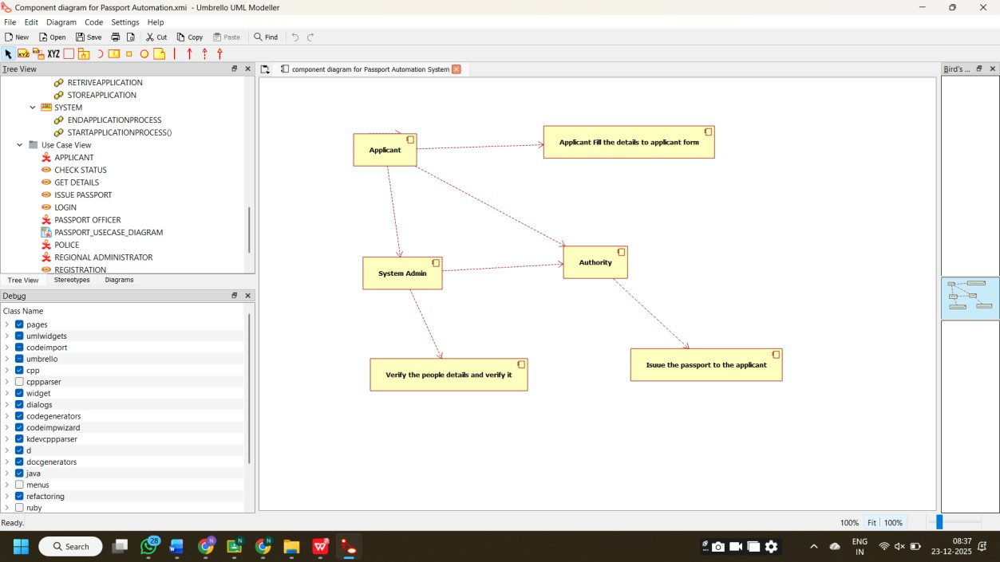 Component diagram for Passport Automation.xmi - Umbrello UML Modeller
File Edit Diagram Code Settings Help
New Open Save Cut Copy Paste Find
XYZ XYZ
Tree View
component diagram for Passport Automation System
Bird's ...
RETRIVEAPPLICATION
STOREAPPLICATION
SYSTEM
ENDAPPLICATIONPROCESS
STARTAPPLICATIONPROCESS()
Use Case View
APPLICANT
CHECK STATUS
GET DETAILS
ISSUE PASSPORT
LOGIN
PASSPORT OFFICER
PASSPORT_USECASE_DIAGRAM
POLICE
REGIONAL ADMINISTRATOR
REGISTRATION
Tree View Stereotypes Diagrams
Debug
Class Name
pages
umlwidgets
codeimport
umbrello
cpp
cppparser
widget
dialogs
codegenerators
codeimpwizard
kdevcppparser
d
docgenerators
java
menus
refactoring
ruby
Applicant
Applicant Fill the details to applicant form
System Admin
Authority
Verify the people details and verify it
Isuue the passport to the applicant
Ready.
100% Fit 100%
Search
28
N
N
N
ENG
IN
08:37
23-12-2025